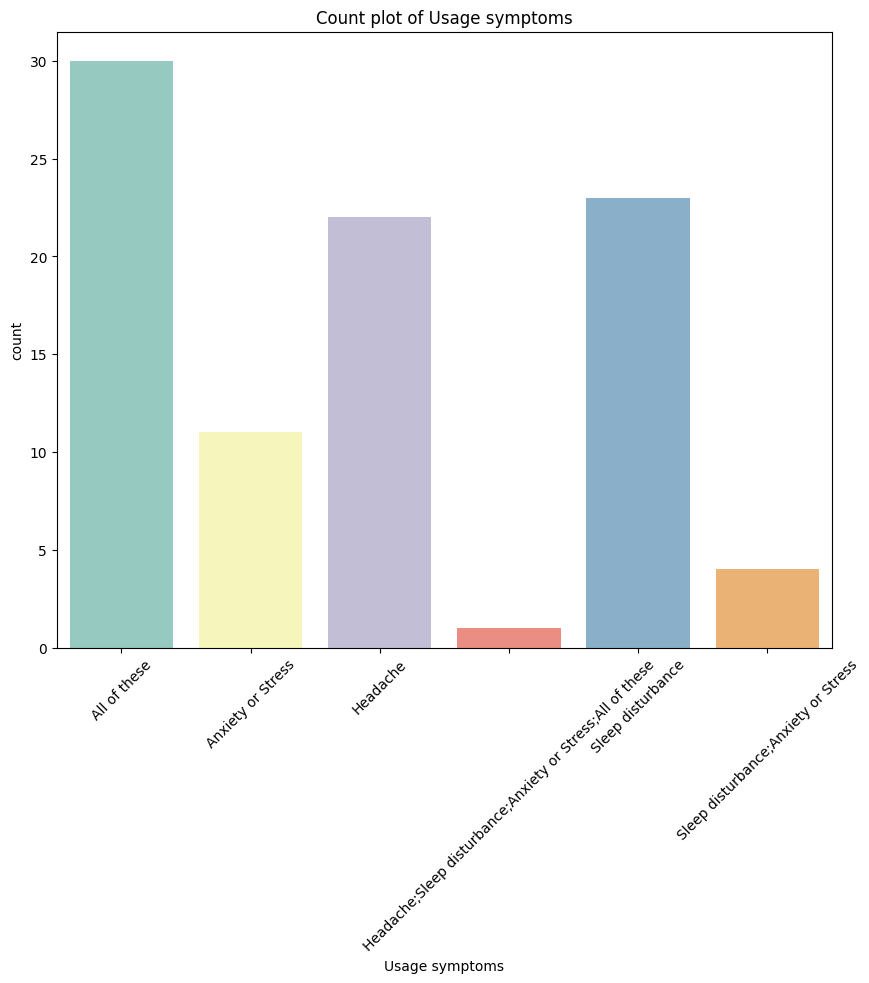 Count plot of Usage symptoms
count
30
25
20
15
10
5
0
All of these
Anxiety or Stress
Headache
Headache;Sleep disturbance;Anxiety or Stress;All of these
Sleep disturbance
Sleep disturbance;Anxiety or Stress
Usage symptoms